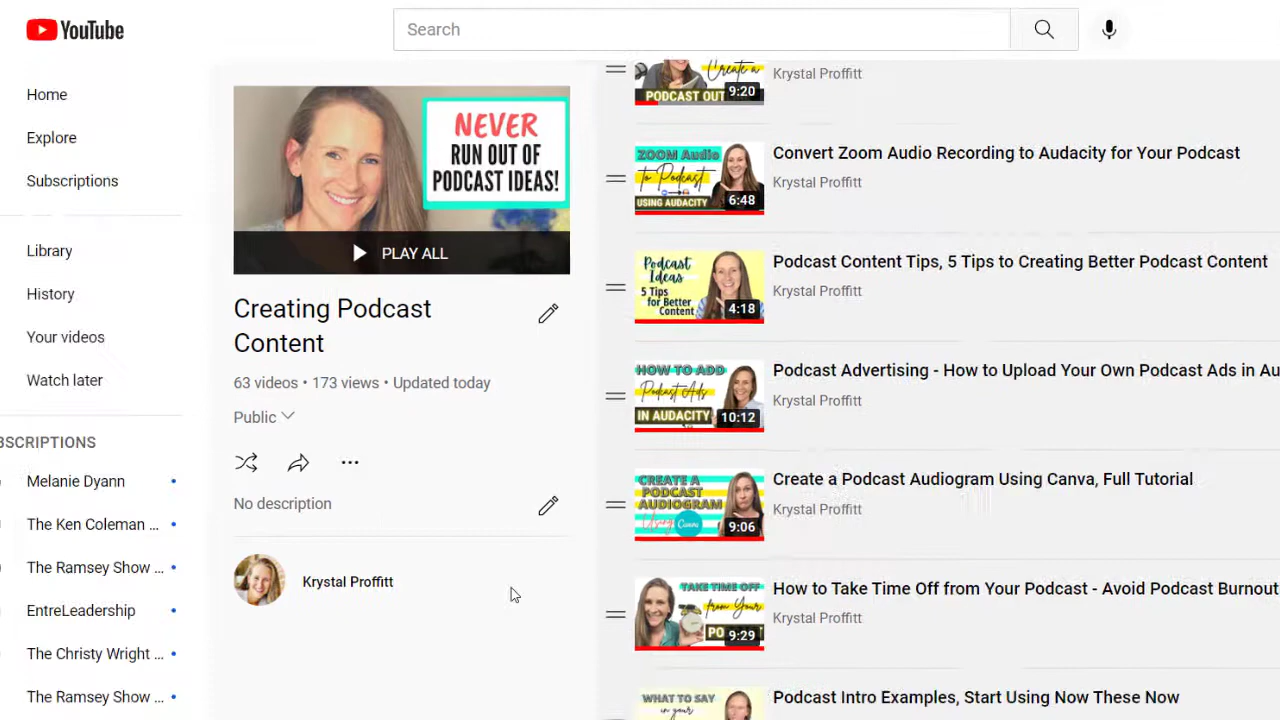 YouTube
Search
Home
Explore
Subscriptions
Library
History
Your videos
Watch later
BSCRIPTIONS
Melanie Dyann
The Ken Coleman ...
The Ramsey Show ...
EntreLeadership
The Christy Wright ...
The Ramsey Show ...
NEVER
RUN OUT OF
PODCAST IDEAS!
PLAY ALL
Creating Podcast
Content
63 videos • 173 views • Updated today
Public
No description
Krystal Proffitt
Create a
PODCAST OUT
9:20
Krystal Proffitt
ZOOM Audio
to Podcast
USING AUDACITY
6:48
Convert Zoom Audio Recording to Audacity for Your Podcast
Krystal Proffitt
Podcast
Ideas
5 Tips
for Better
Content
4:18
Podcast Content Tips, 5 Tips to Creating Better Podcast Content
Krystal Proffitt
HOW TO ADD
Podcast Ads
IN AUDACITY
10:12
Podcast Advertising - How to Upload Your Own Podcast Ads in Au
Krystal Proffitt
CREATE A
PODCAST
AUDIOGRAM
Using Canva
9:06
Create a Podcast Audiogram Using Canva, Full Tutorial
Krystal Proffitt
TAKE TIME OFF
from Your
PO
9:29
How to Take Time Off from Your Podcast - Avoid Podcast Burnout
Krystal Proffitt
WHAT TO SAY
in your
Podcast Intro Examples, Start Using Now These Now